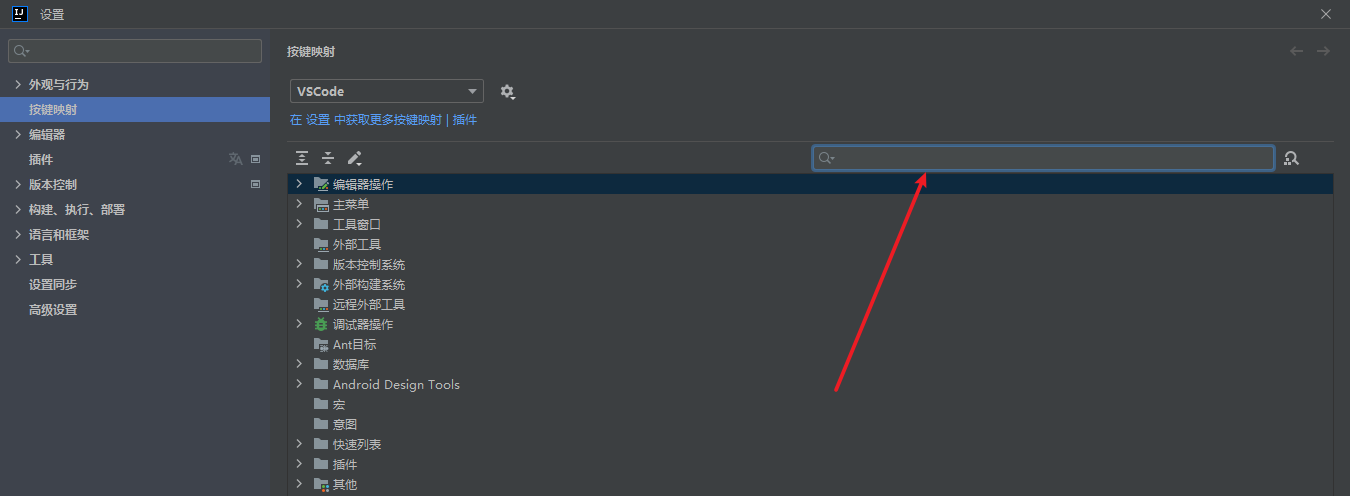 IJ 设置
外观与行为
按键映射
编辑器
插件
版本控制
构建、执行、部署
语言和框架
工具
设置同步
高级设置
按键映射
VSCode
在 设置 中获取更多按键映射 | 插件
编辑器操作
主菜单
工具窗口
外部工具
版本控制系统
外部构建系统
远程外部工具
调试器操作
Ant目标
数据库
Android Design Tools
宏
意图
快速列表
插件
其他